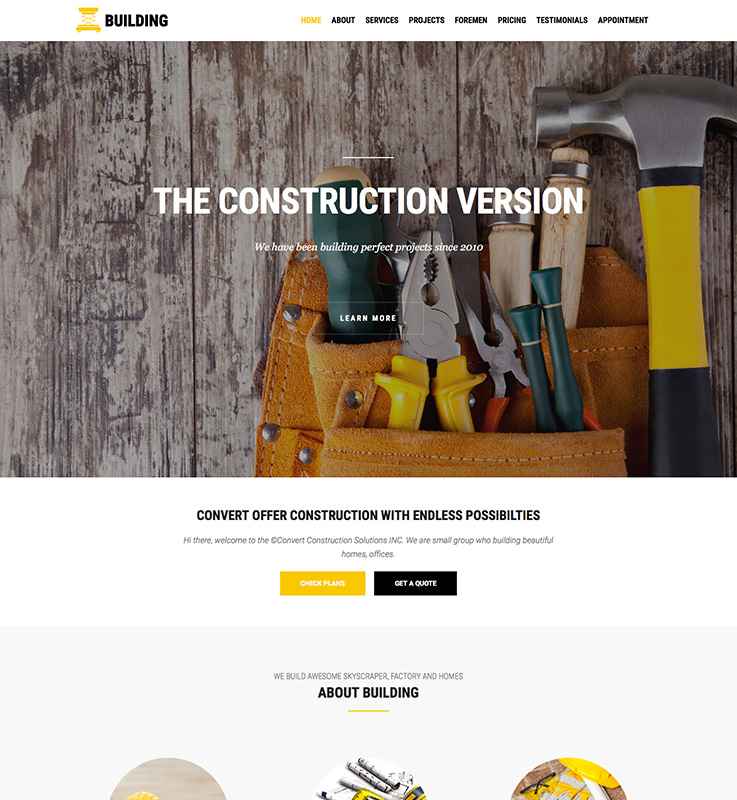 BUILDING
HOME ABOUT SERVICES PROJECTS FOREMEN PRICING TESTIMONIALS APPOINTMENT
THE CONSTRUCTION VERSION
We have been building perfect projects since 2010
LEARN MORE
CONVERT OFFER CONSTRUCTION WITH ENDLESS POSSIBILTIES
Hi there, welcome to the ©Convert Construction Solutions INC. We are small group who building beautiful
homes, offices.
CHECK PLANS GET A QUOTE
WE BUILD AWESOME SKYSCRAPER, FACTORY AND HOMES
ABOUT BUILDING